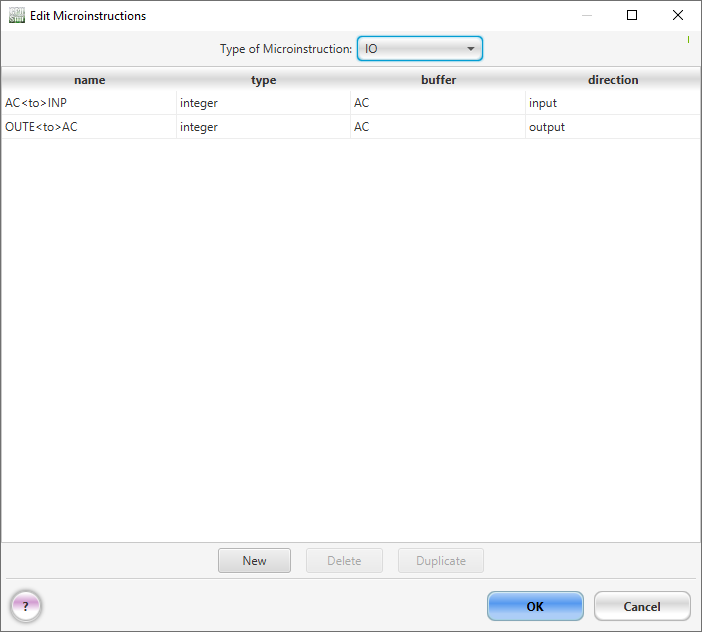 Edit Microinstructions
Type of Microinstruction: IO
name type buffer direction
AC<to>INP integer AC input
OUTE<to>AC integer AC output
New Delete Duplicate
? OK Cancel